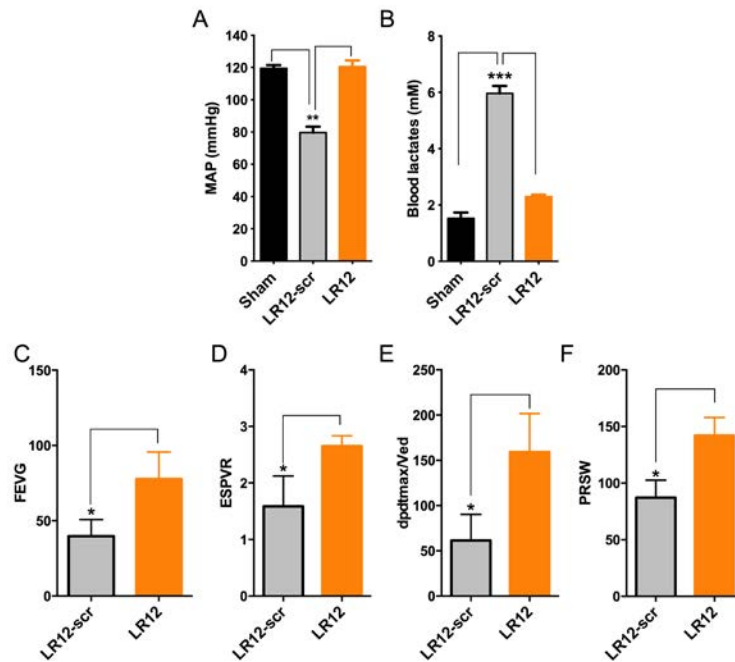 A
B
MAP (mmHg)
120
100
80
60
40
20
0
**
Sham
LR12-scr
LR12
Blood lactates (mM)
8
6
4
2
0
***
Sham
LR12-scr
LR12
C
D
E
F
FEVG
150
100
50
0
*
LR12-scr
LR12
ESPVR
4
3
2
1
0
*
LR12-scr
LR12
dpdtmax/Ved
250
200
150
100
50
0
*
LR12-scr
LR12
PRSW
200
150
100
50
0
*
LR12-scr
LR12